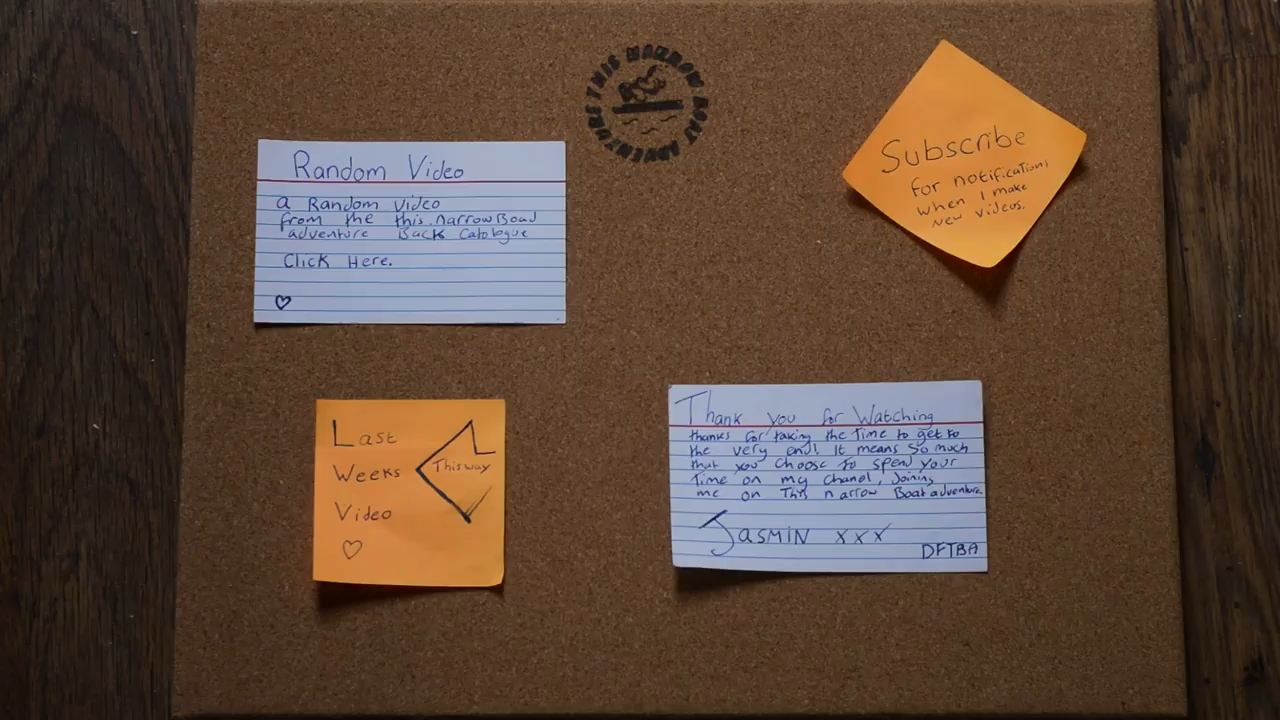 THIS NARROW BOAT ADVENTURE
Random Video
a Random Video
from the this narrow Boad
adventure Back Catologue
Click Here.
Subscribe
for notifications
when I make
new videos.
Last
Weeks
Video
This way
Thank you for Watching
thanks for taking the time to get to
the very end! It means so much
that you choose to spend your
time on my chanel, Joining
me on This narrow Boat adventure
Jasmin xxx
DFTBA